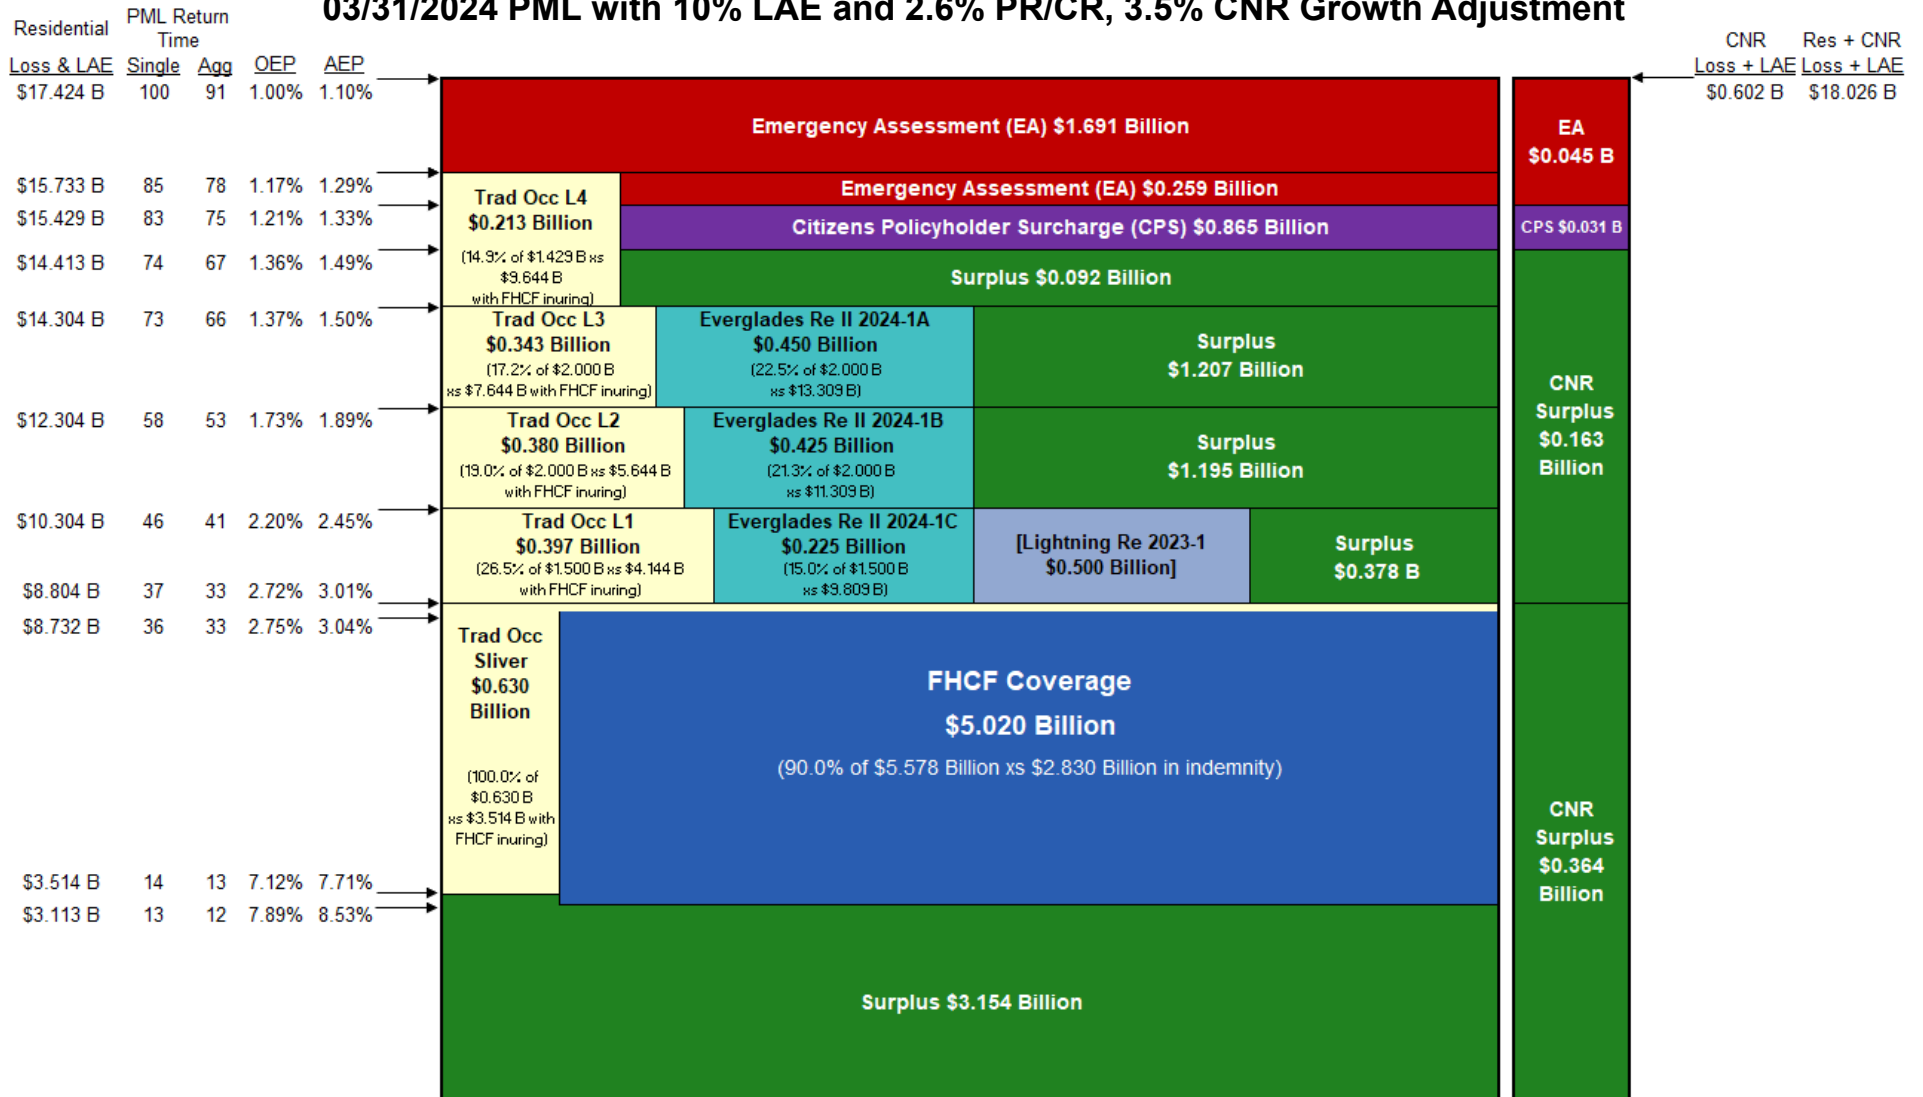 03/31/2024 PML with 10% LAE and 2.6% PR/CR, 3.5% CNR Growth Adjustment
Residential PML Return Time
Loss & LAE Single Agg OEP AEP
CNR Res + CNR
Loss + LAE Loss + LAE
$17.424 B 100 91 1.00% 1.10%
$0.602 B $18.026 B
Emergency Assessment (EA) $1.691 Billion
EA
$0.045 B
$15.733 B 85 78 1.17% 1.29%
$15.429 B 83 75 1.21% 1.33%
$14.413 B 74 67 1.36% 1.49%
Trad Occ L4
$0.213 Billion
(14.9% of $1.429 B xs
$9.644 B
with FHCF inuring)
Emergency Assessment (EA) $0.259 Billion
Citizens Policyholder Surcharge (CPS) $0.865 Billion
CPS $0.031 B
Surplus $0.092 Billion
$14.304 B 73 66 1.37% 1.50%
Trad Occ L3
$0.343 Billion
(17.2% of $2.000 B
xs $7.644 B with FHCF inuring)
Everglades Re II 2024-1A
$0.450 Billion
(22.5% of $2.000 B
xs $13.309 B)
Surplus
$1.207 Billion
CNR
Surplus
$0.163
Billion
$12.304 B 58 53 1.73% 1.89%
Trad Occ L2
$0.380 Billion
(19.0% of $2.000 B xs $5.644 B
with FHCF inuring)
Everglades Re II 2024-1B
$0.425 Billion
(21.3% of $2.000 B
xs $11.309 B)
Surplus
$1.195 Billion
$10.304 B 46 41 2.20% 2.45%
Trad Occ L1
$0.397 Billion
(26.5% of $1.500 B xs $4.144 B
with FHCF inuring)
Everglades Re II 2024-1C
$0.225 Billion
(15.0% of $1.500 B
xs $9.809 B)
[Lightning Re 2023-1
$0.500 Billion]
Surplus
$0.378 B
$8.804 B 37 33 2.72% 3.01%
$8.732 B 36 33 2.75% 3.04%
Trad Occ
Sliver
$0.630
Billion
(100.0% of
$0.630 B
xs $3.514 B with
FHCF inuring)
FHCF Coverage
$5.020 Billion
(90.0% of $5.578 Billion xs $2.830 Billion in indemnity)
CNR
Surplus
$0.364
Billion
$3.514 B 14 13 7.12% 7.71%
$3.113 B 13 12 7.89% 8.53%
Surplus $3.154 Billion